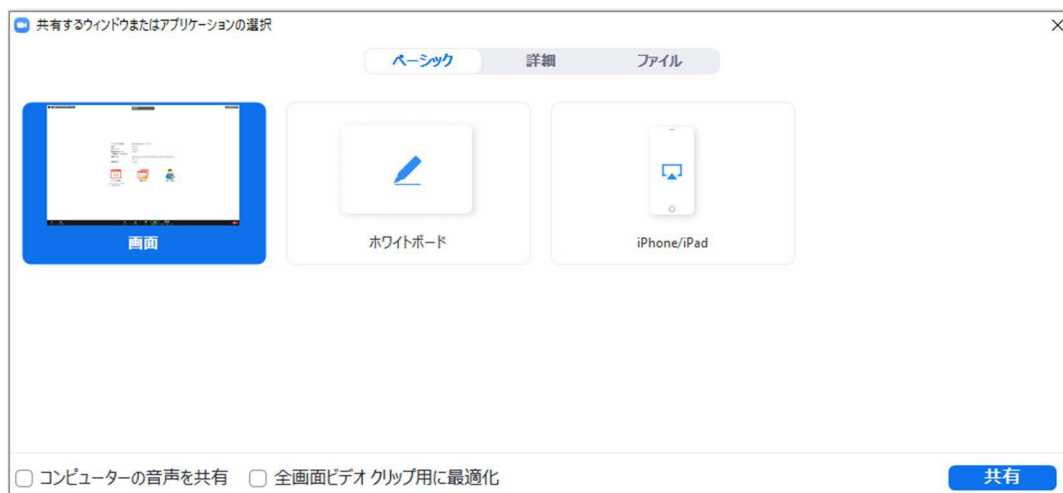 共有するウィンドウまたはアプリケーションの選択
ベーシック 詳細 ファイル
画面
ホワイトボード
iPhone/iPad
コンピューターの音声を共有
全画面ビデオ クリップ用に最適化
共有